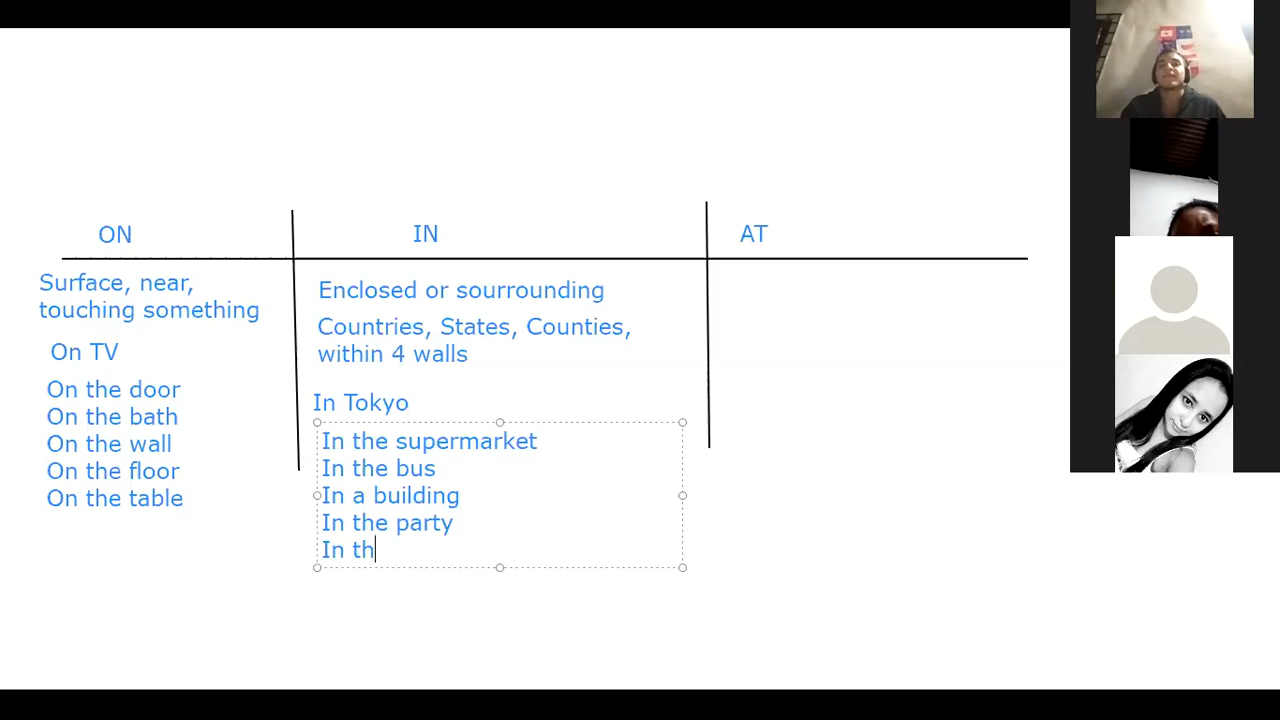 ON
IN
AT
Surface, near,
touching something
On TV
On the door
On the bath
On the wall
On the floor
On the table
Enclosed or sourrounding
Countries, States, Counties,
within 4 walls
In Tokyo
In the supermarket
In the bus
In a building
In the party
In th